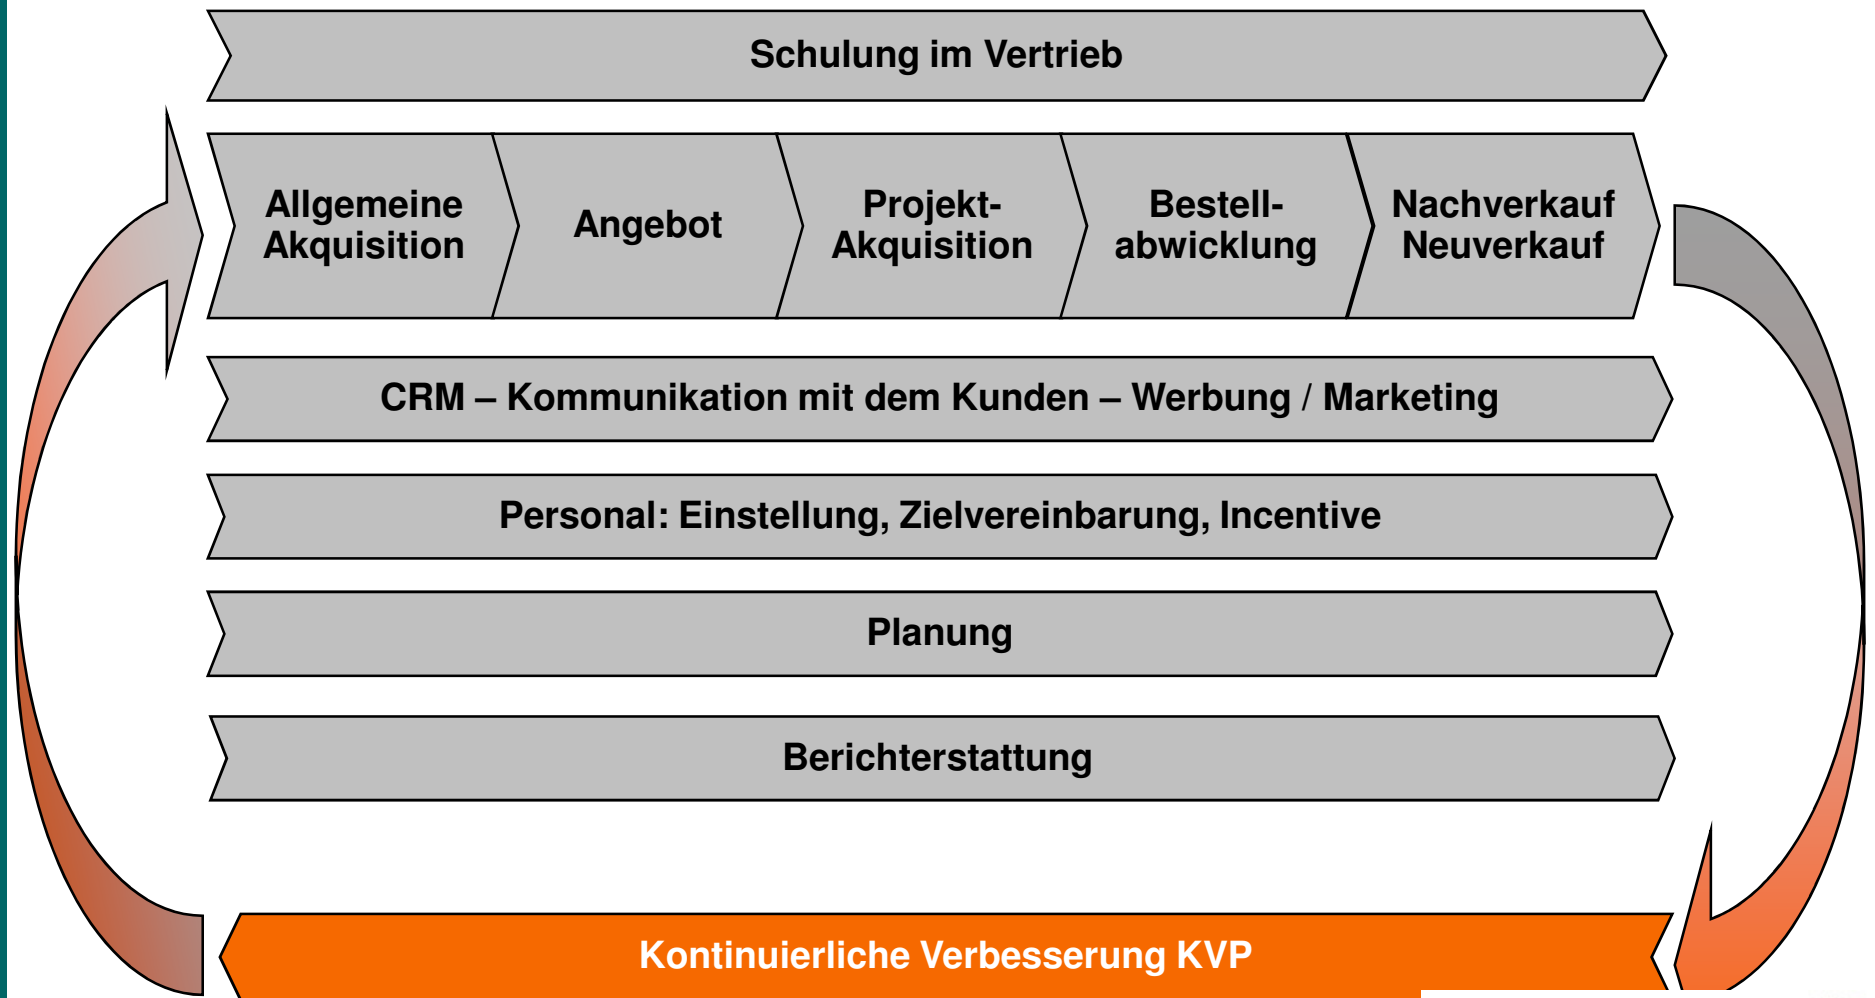 Schulung im Vertrieb
Allgemeine
Akquisition
Angebot
Projekt-
Akquisition
Bestell-
abwicklung
Nachverkauf
Neuverkauf
CRM – Kommunikation mit dem Kunden – Werbung / Marketing
Personal: Einstellung, Zielvereinbarung, Incentive
Planung
Berichterstattung
Kontinuierliche Verbesserung KVP